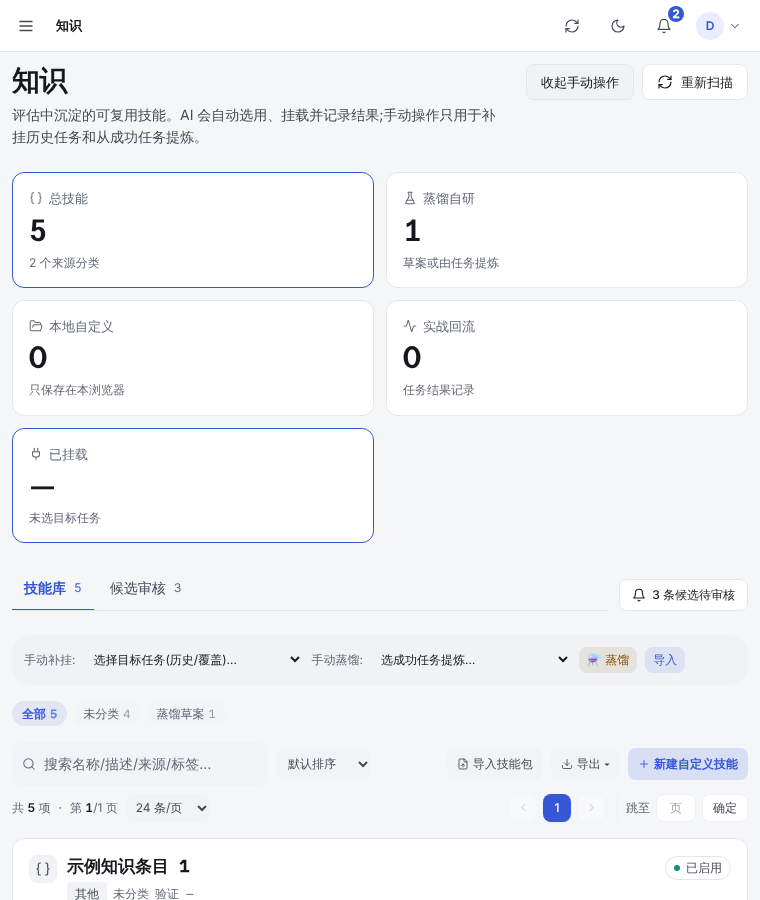 知识
2
D
知识
收起手动操作
重新扫描
评估中沉淀的可复用技能。AI 会自动选用、挂载并记录结果;手动操作只用于补
挂历史任务和从成功任务提炼。
总技能
5
2 个来源分类
蒸馏自研
1
草案或由任务提炼
本地自定义
0
只保存在本浏览器
实战回流
0
任务结果记录
已挂载
—
未选目标任务
技能库 5
候选审核 3
3 条候选待审核
手动补挂:
选择目标任务(历史/覆盖)...
手动蒸馏:
选成功任务提炼...
蒸馏
导入
全部 5
未分类 4
蒸馏草案 1
搜索名称/描述/来源/标签...
默认排序
导入技能包
导出
新建自定义技能
共 5 项 · 第 1/1 页
24 条/页
1
跳至
页
确定
示例知识条目 1
已启用
其他
未分类 验证 —